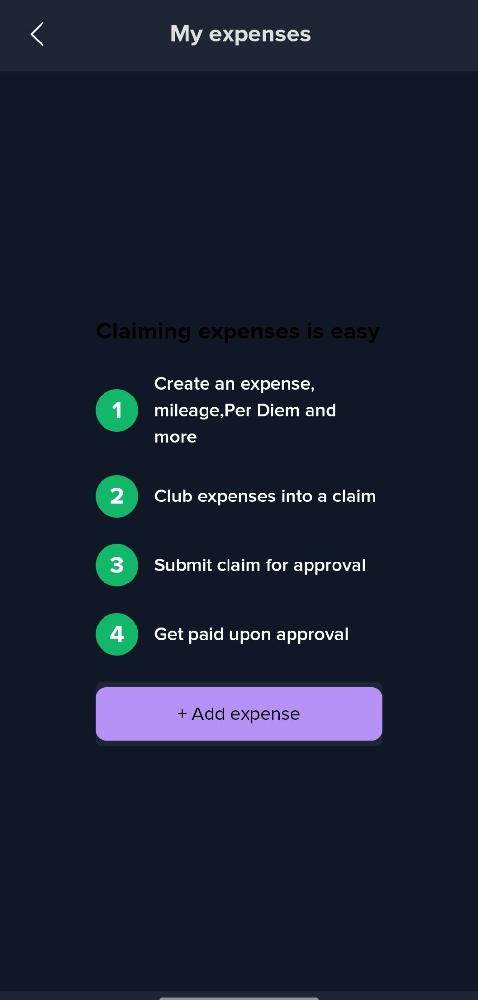 My expenses
Claiming expenses is easy
1
Create an expense,
mileage,Per Diem and
more
2
Club expenses into a claim
3
Submit claim for approval
4
Get paid upon approval
+ Add expense